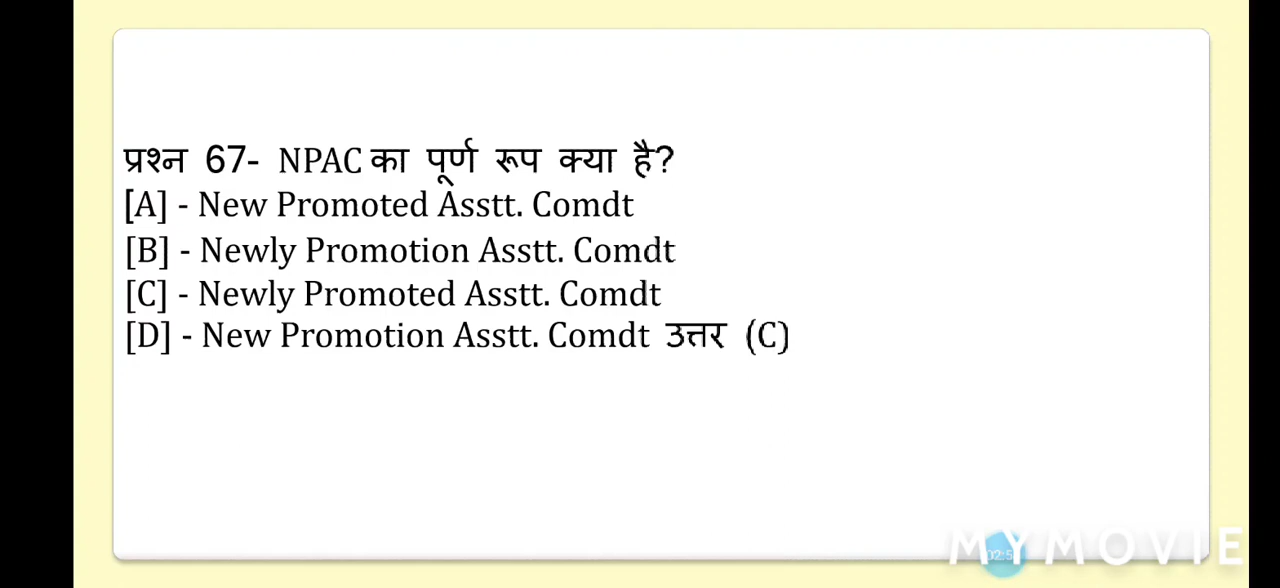 प्रश्न 67- NPAC का पूर्ण रूप क्या है?
[A] - New Promoted Asstt. Comdt
[B] - Newly Promotion Asstt. Comdt
[C] - Newly Promoted Asstt. Comdt
[D] - New Promotion Asstt. Comdt उत्तर (C)
MYMOVIE